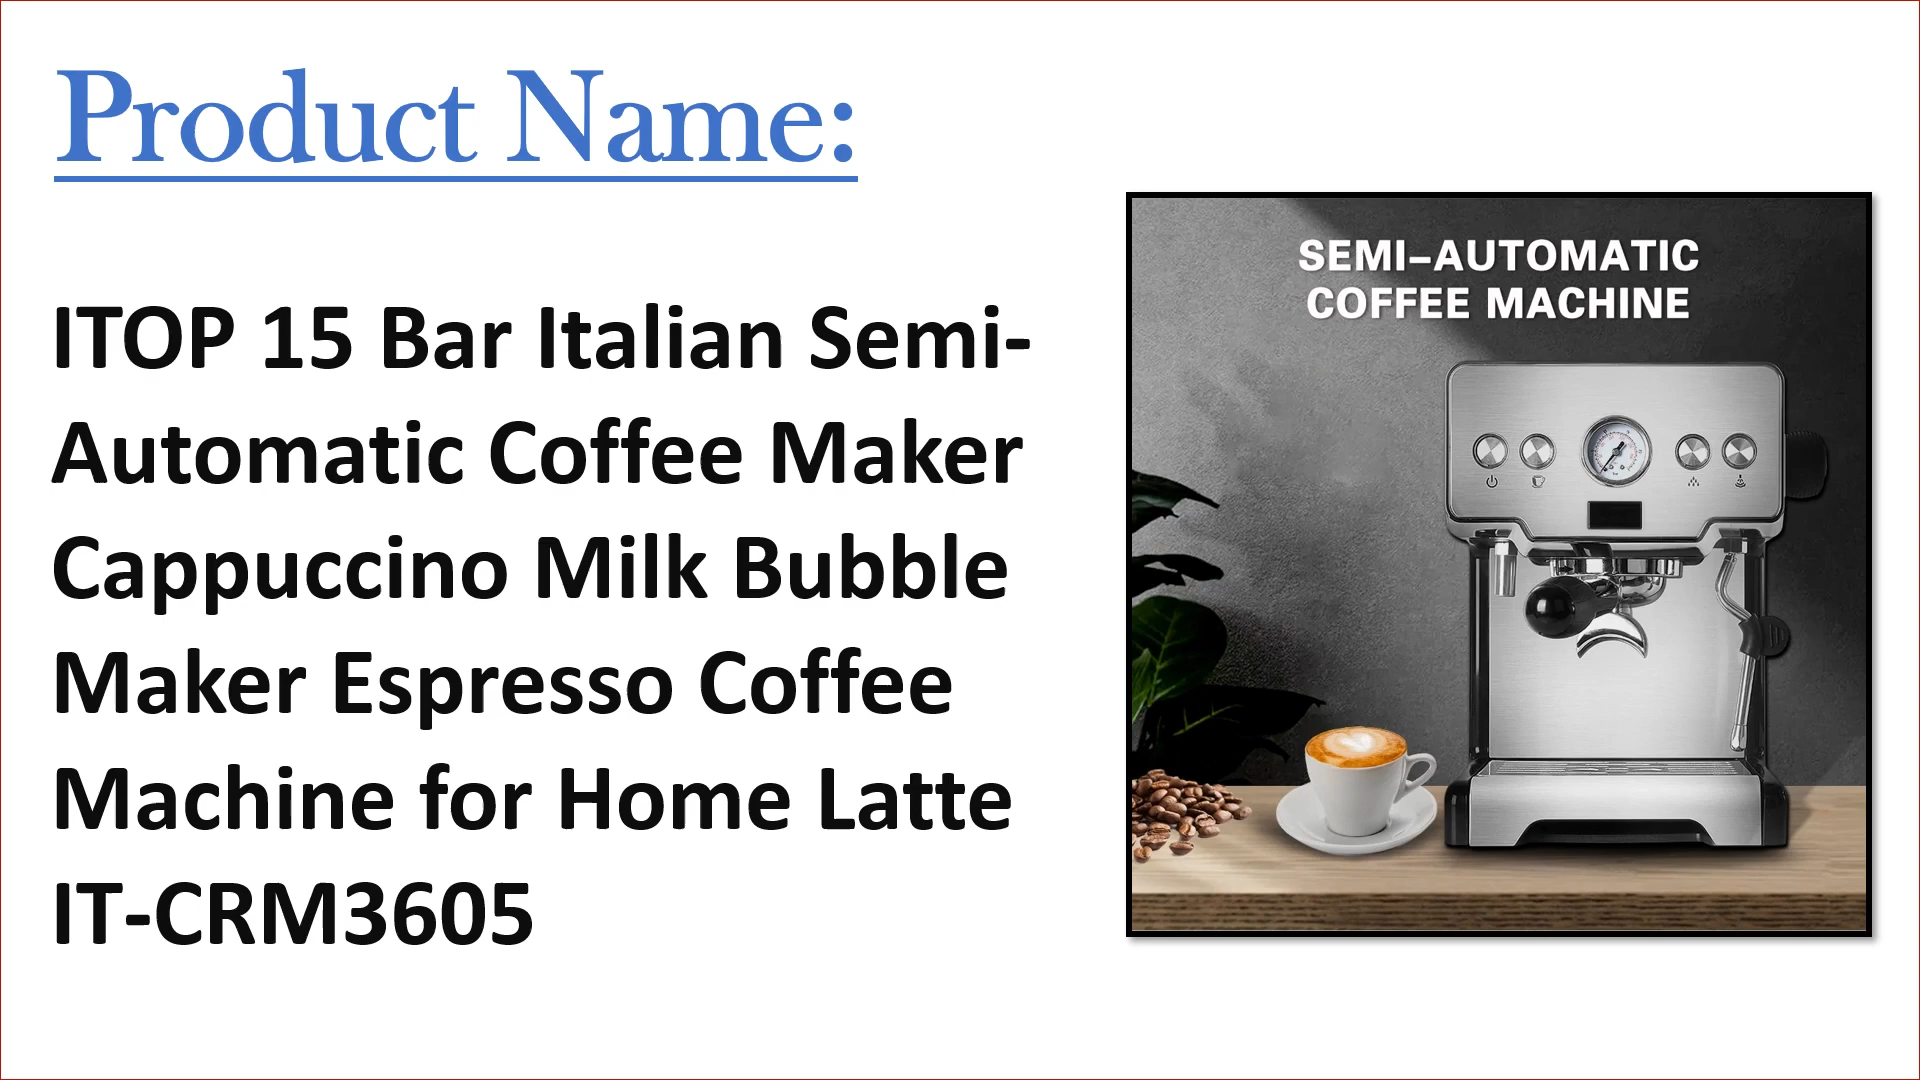 Product Name:
ITOP 15 Bar Italian Semi-
Automatic Coffee Maker
Cappuccino Milk Bubble
Maker Espresso Coffee
Machine for Home Latte
IT-CRM3605
SEMI-AUTOMATIC
COFFEE MACHINE